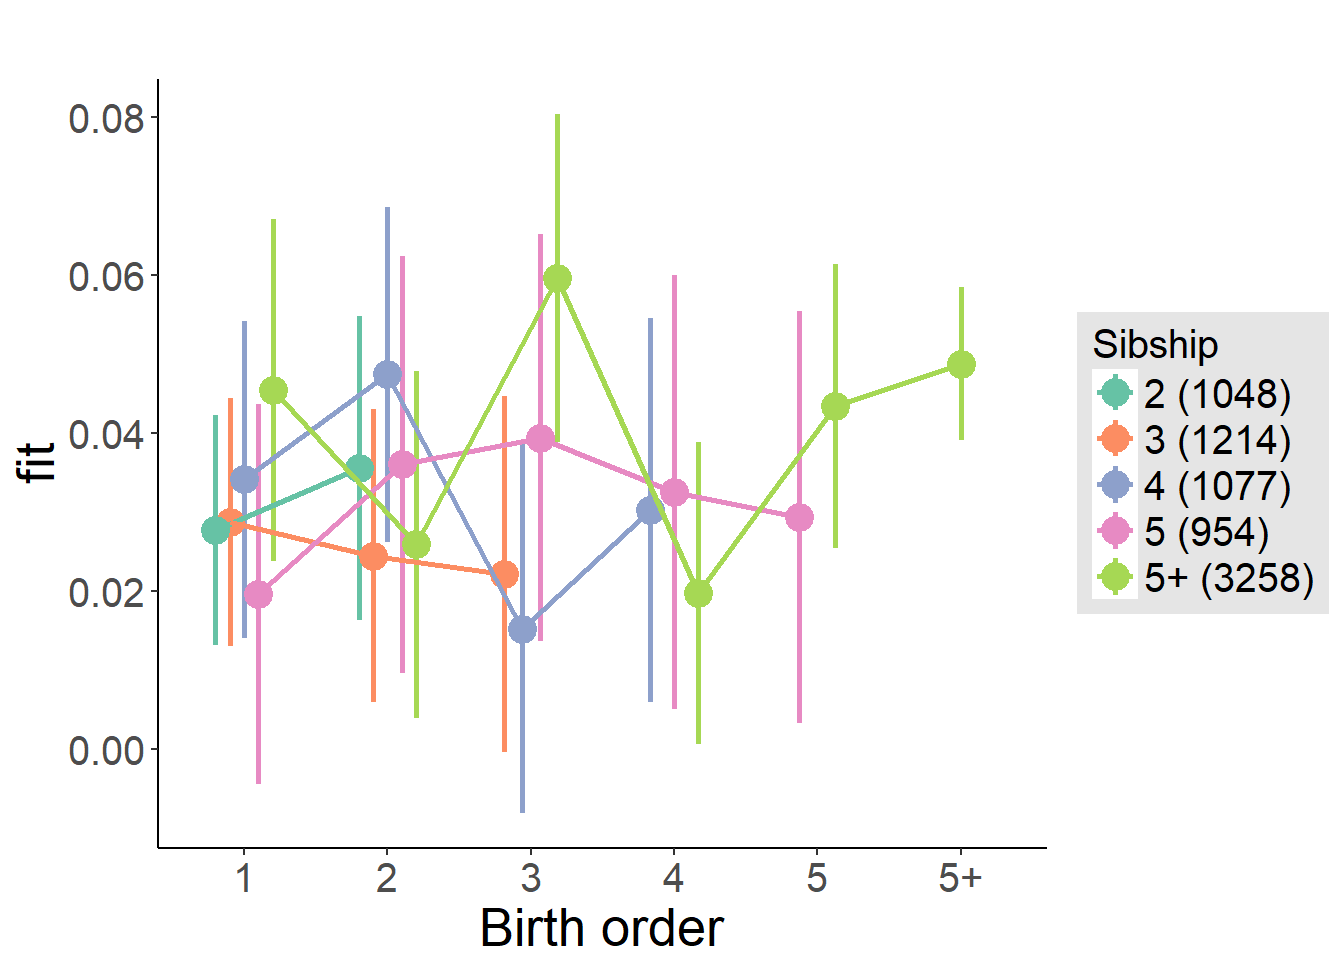 0.08
0.06
0.04
0.02
0.00
fit
1 2 3 4 5 5+
Birth order
Sibship
2 (1048)
3 (1214)
4 (1077)
5 (954)
5+ (3258)